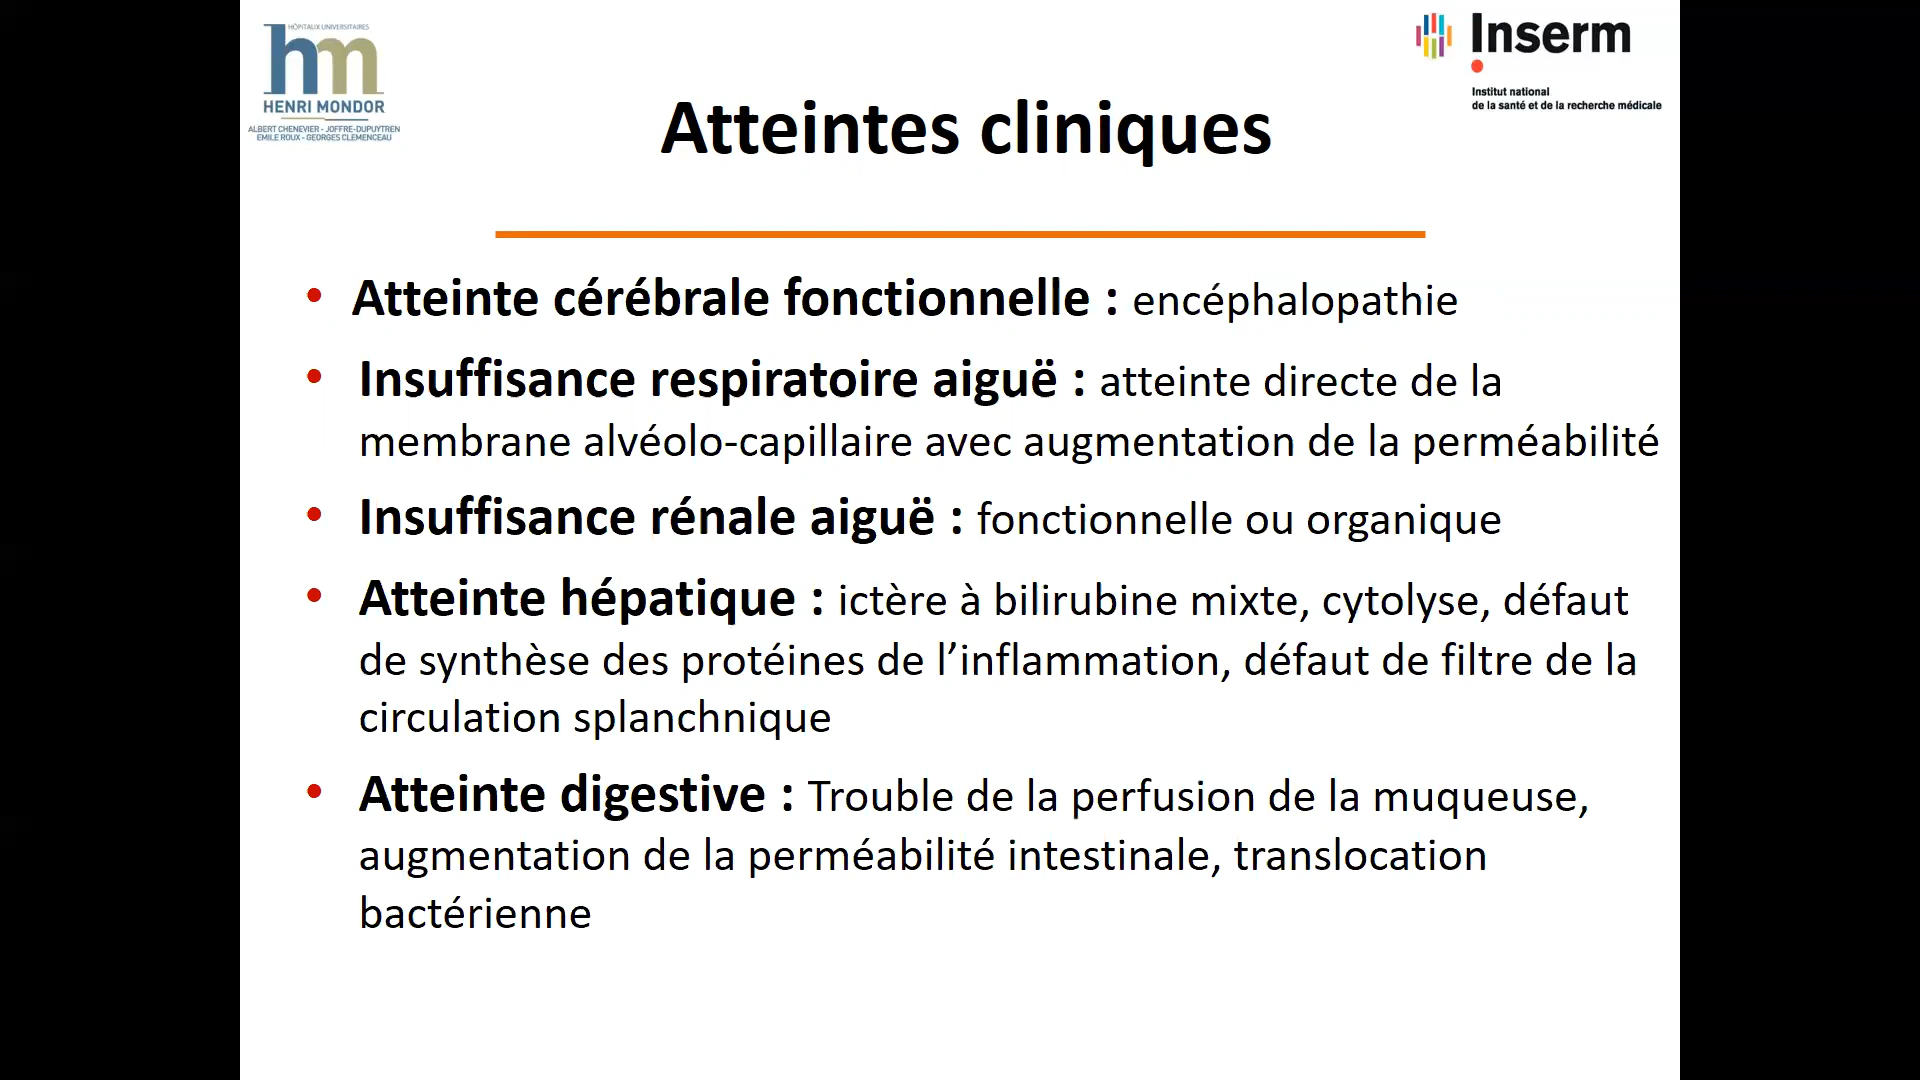 HÔPITAUX UNIVERSITAIRES
hm
HENRI MONDOR
ALBERT CHENEVIER - JOFFRE-DUPUYTREN
EMILE ROUX - GEORGES CLEMENCEAU
Inserm
Institut national
de la santé et de la recherche médicale
Atteintes cliniques
• Atteinte cérébrale fonctionnelle : encéphalopathie
• Insuffisance respiratoire aiguë : atteinte directe de la
membrane alvéolo-capillaire avec augmentation de la perméabilité
• Insuffisance rénale aiguë : fonctionnelle ou organique
• Atteinte hépatique : ictère à bilirubine mixte, cytolyse, défaut
de synthèse des protéines de l’inflammation, défaut de filtre de la
circulation splanchnique
• Atteinte digestive : Trouble de la perfusion de la muqueuse,
augmentation de la perméabilité intestinale, translocation
bactérienne